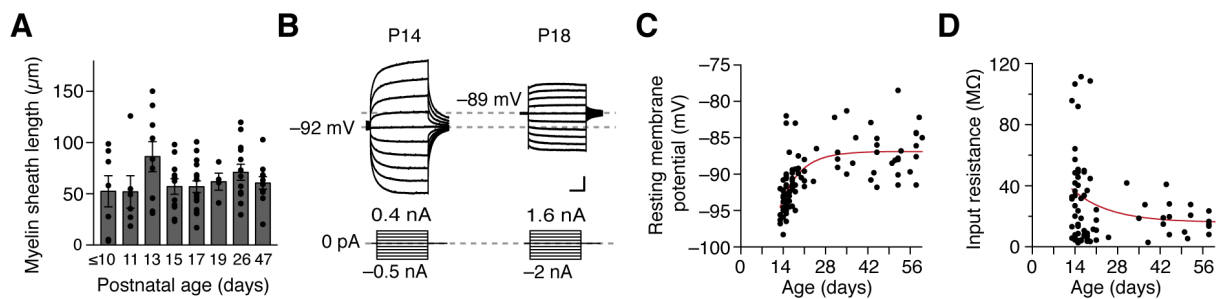 A
Myelin sheath length (µm)
150
100
50
0
≤10 11 13 15 17 19 26 47
Postnatal age (days)
B
P14 P18
−89 mV
−92 mV
0.4 nA 1.6 nA
0 pA
−0.5 nA −2 nA
C
Resting membrane
potential (mV)
−75
−80
−85
−90
−95
−100
0 14 28 42 56
Age (days)
D
Input resistance (MΩ)
120
80
40
0
0 14 28 42 56
Age (days)